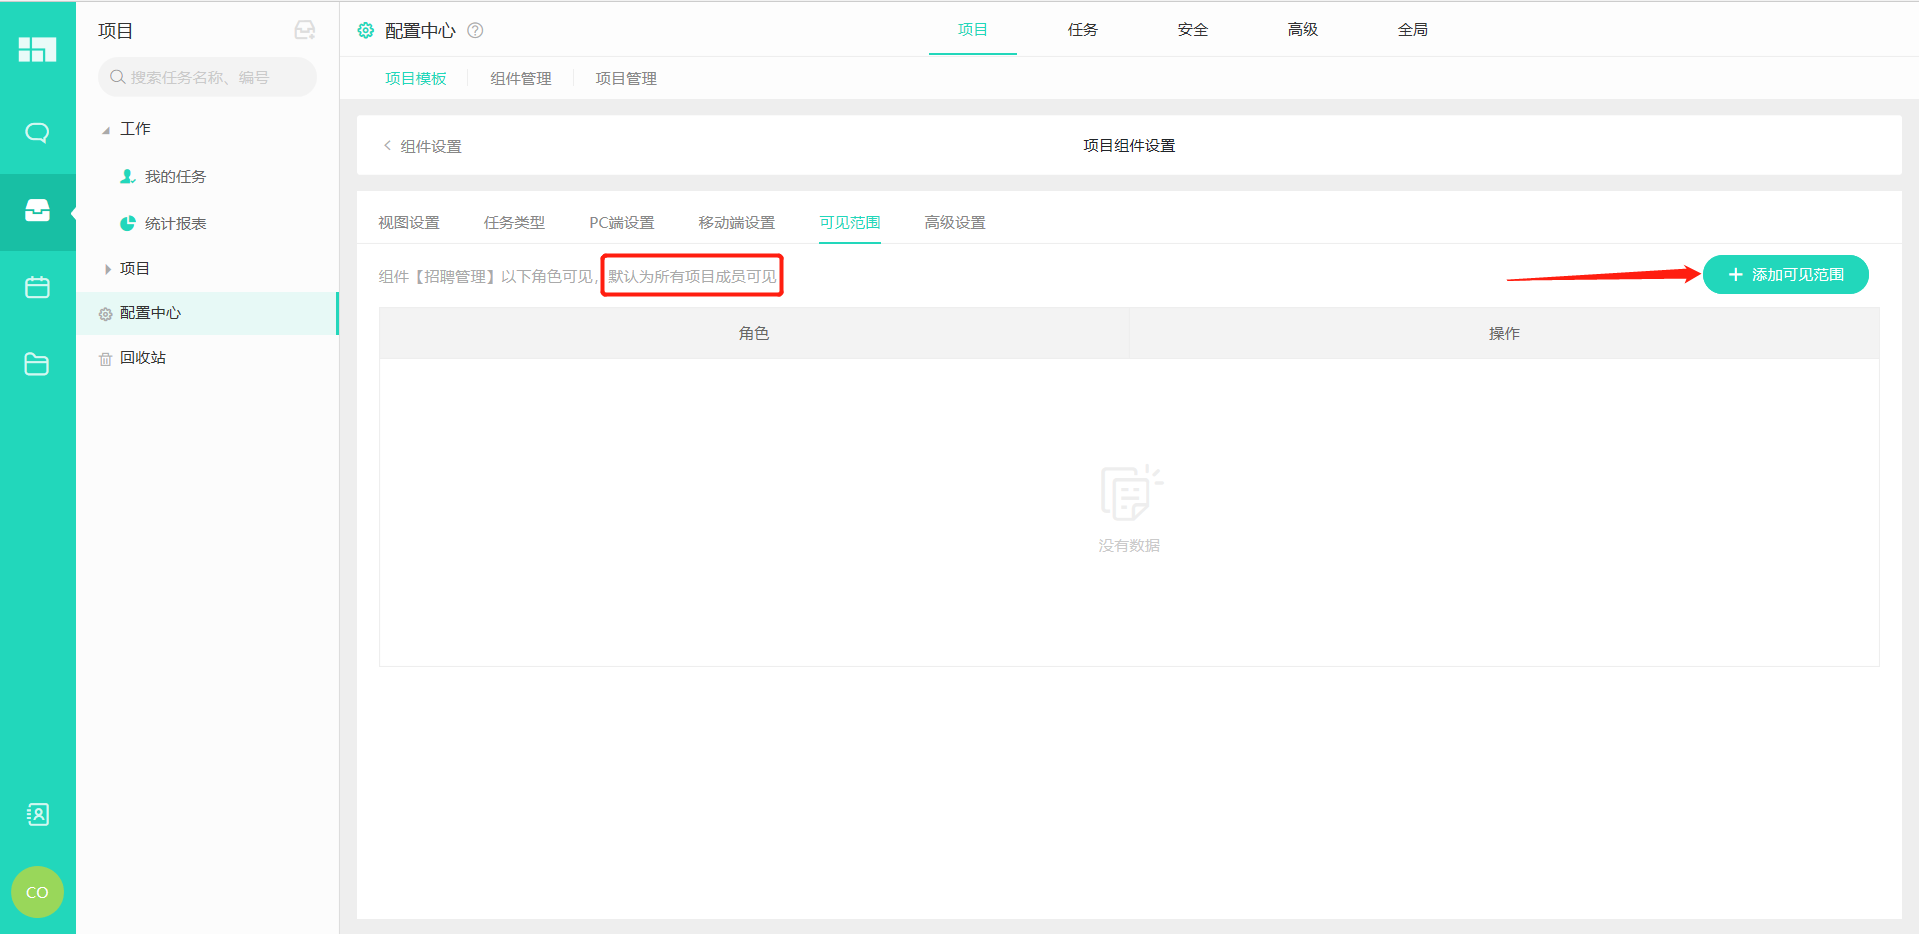 项目
搜索任务名称、编号
工作
我的任务
统计报表
项目
配置中心
回收站
CO
配置中心
项目 任务 安全 高级 全局
项目模板 组件管理 项目管理
组件设置
项目组件设置
视图设置 任务类型 PC端设置 移动端设置 可见范围 高级设置
组件【招聘管理】以下角色可见，默认为所有项目成员可见
添加可见范围
角色 操作
没有数据